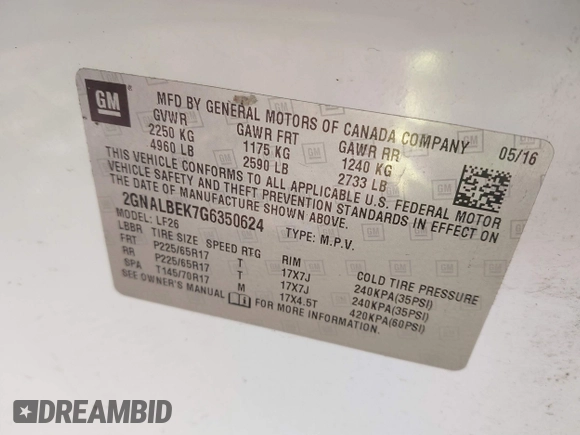 GM
MFD BY GENERAL MOTORS OF CANADA COMPANY
GVWR GAWR FRT GAWR RR 05/16
2250 KG 1175 KG 1240 KG
4960 LB 2590 LB 2733 LB
THIS VEHICLE CONFORMS TO ALL APPLICABLE U.S. FEDERAL MOTOR
VEHICLE SAFETY AND THEFT PREVENTION STANDARDS IN EFFECT ON
THE DATE OF MANUFACTURE SHOWN ABOVE.
2GNALBEK7G6350624 TYPE: M.P.V.
MODEL: LF26
LBBR TIRE SIZE SPEED RTG RIM COLD TIRE PRESSURE
FRT P225/65R17 T 17X7J 240KPA(35PSI)
RR P225/65R17 T 17X7J 240KPA(35PSI)
SPA T145/70R17 M 17X4.5T 420KPA(60PSI)
SEE OWNER'S MANUAL FOR MORE INFORMATION.
DREAMBID